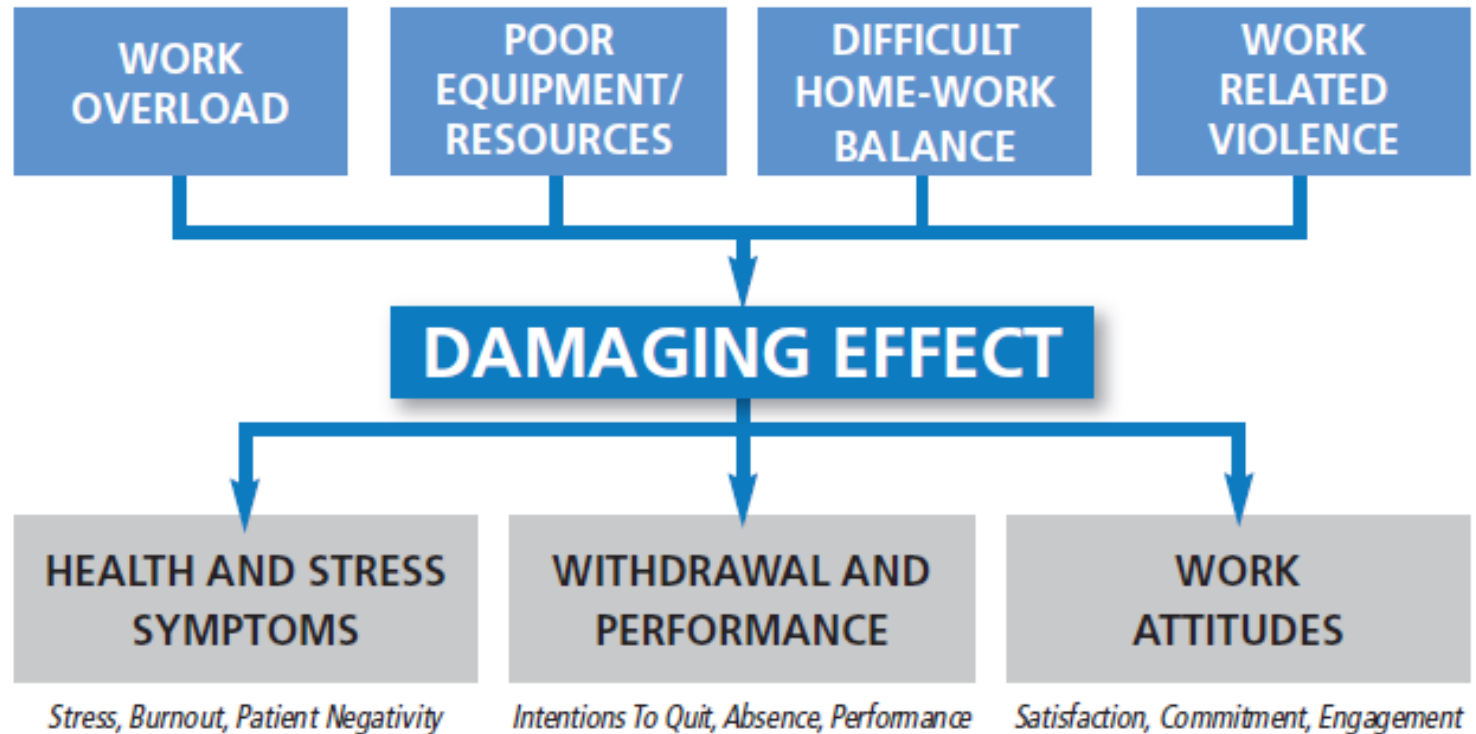 WORK
OVERLOAD
POOR
EQUIPMENT/
RESOURCES
DIFFICULT
HOME-WORK
BALANCE
WORK
RELATED
VIOLENCE
DAMAGING EFFECT
HEALTH AND STRESS
SYMPTOMS
WITHDRAWAL AND
PERFORMANCE
WORK
ATTITUDES
Stress, Burnout, Patient Negativity
Intentions To Quit, Absence, Performance
Satisfaction, Commitment, Engagement